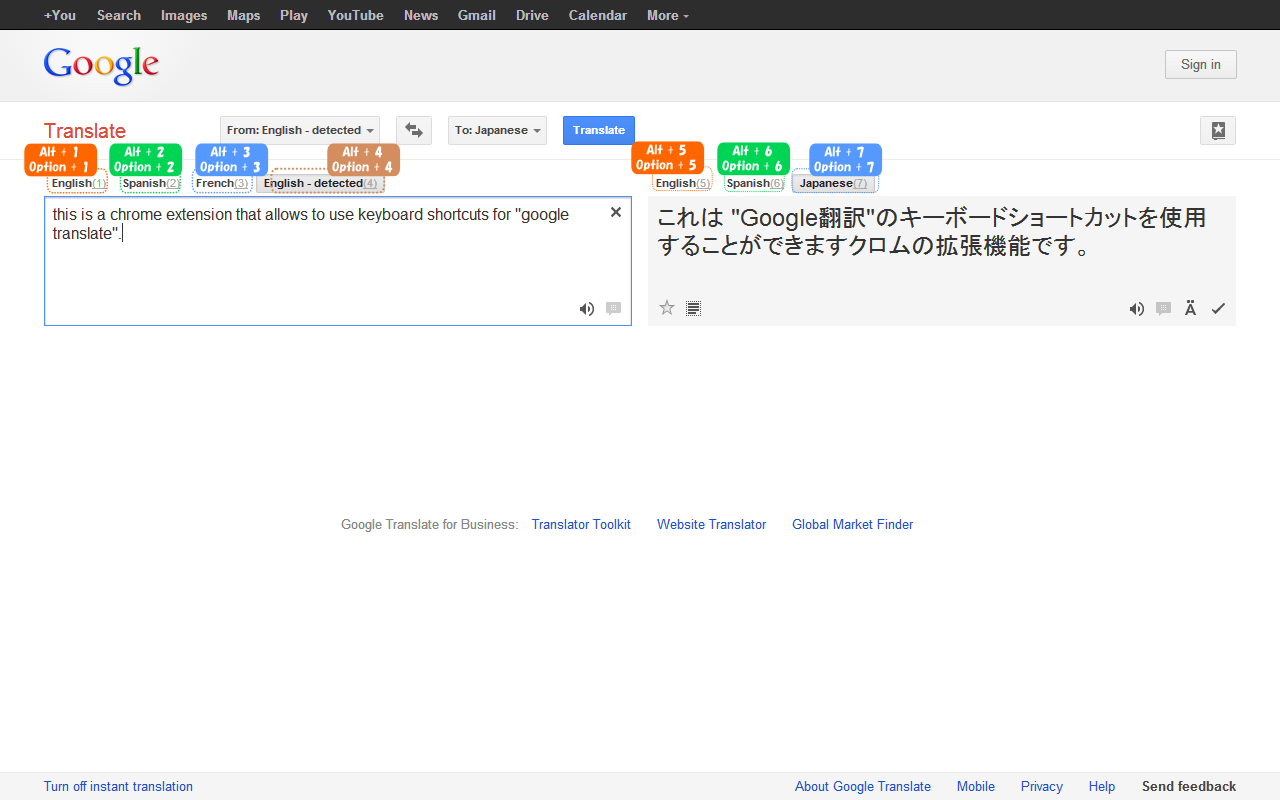 +You Search Images Maps Play YouTube News Gmail Drive Calendar More
Google
Sign in
Translate
From: English - detected
To: Japanese
Translate
Alt + 1
Option + 1
Alt + 2
Option + 2
Alt + 3
Option + 3
Alt + 4
Option + 4
Alt + 5
Option + 5
Alt + 6
Option + 6
Alt + 7
Option + 7
English(1) Spanish(2) French(3) English - detected(4)
English(5) Spanish(6) Japanese(7)
this is a chrome extension that allows to use keyboard shortcuts for "google
translate".
これは "Google翻訳"のキーボードショートカットを使用
することができますクロムの拡張機能です。
Ä
Google Translate for Business: Translator Toolkit Website Translator Global Market Finder
Turn off instant translation
About Google Translate Mobile Privacy Help Send feedback